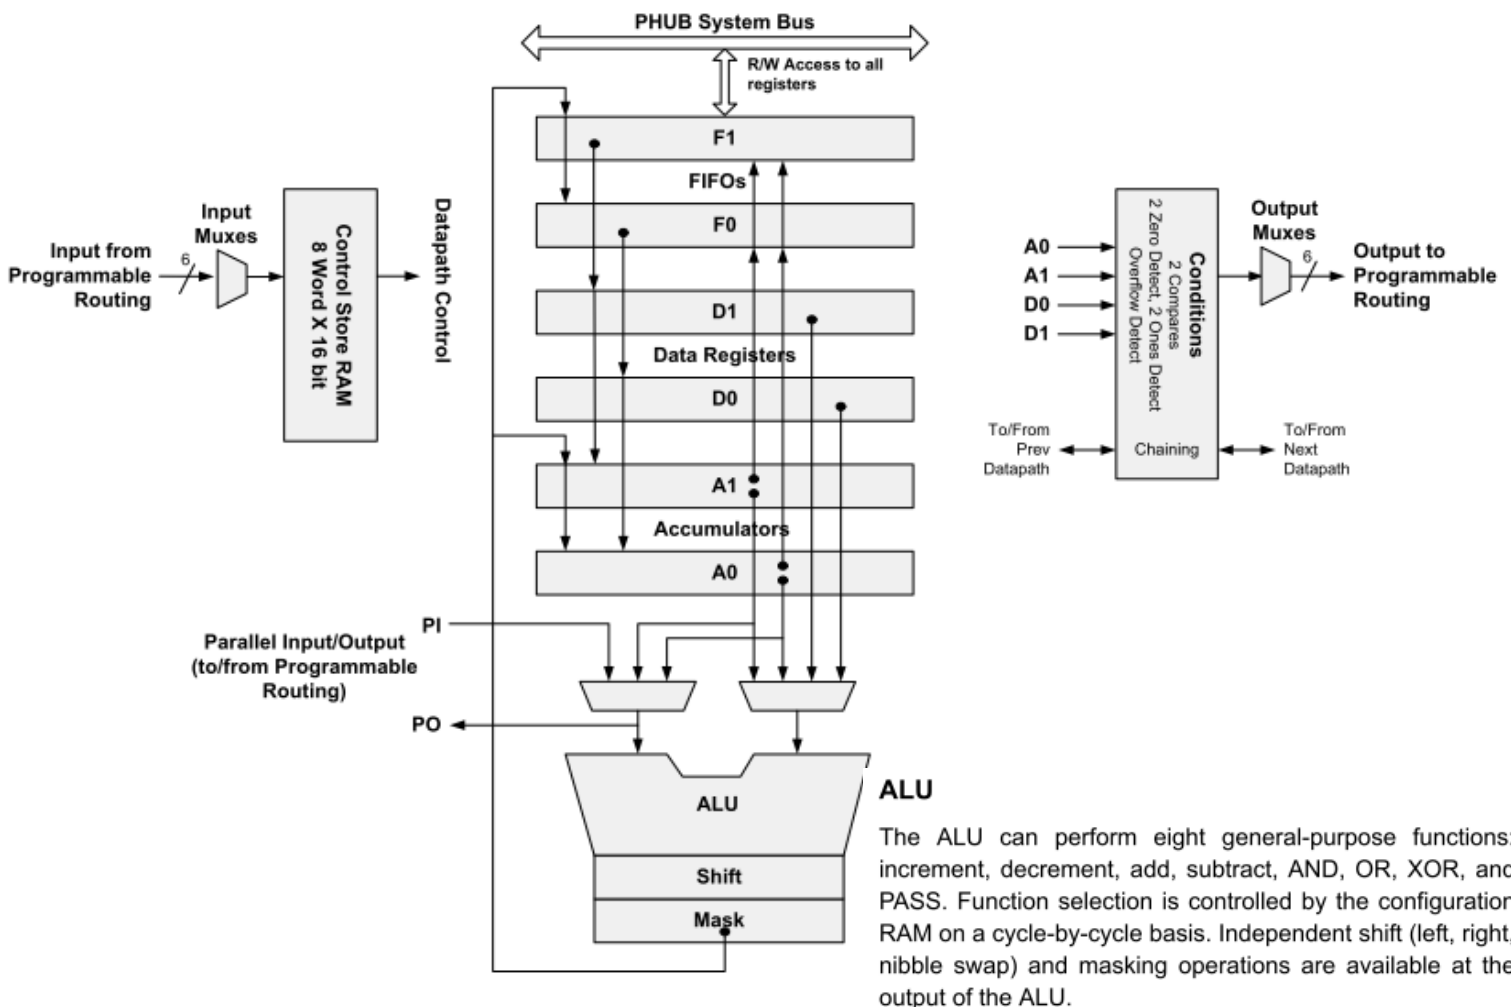 PHUB System Bus
R/W Access to all
registers
F1
FIFOs
F0
D1
Data Registers
D0
A1
Accumulators
A0
Input from
Programmable
Routing
6
Input
Muxes
Control Store RAM
8 Word X 16 bit
Datapath Control
A0
A1
D0
D1
Conditions
2 Compares
2 Zero Detect, 2 Ones Detect
Overflow Detect
Chaining
To/From
Prev
Datapath
To/From
Next
Datapath
Output
Muxes
6
Output to
Programmable
Routing
PI
Parallel Input/Output
(to/from Programmable
Routing)
PO
ALU
Shift
Mask
ALU
The ALU can perform eight general-purpose functions:
increment, decrement, add, subtract, AND, OR, XOR, and
PASS. Function selection is controlled by the configuration
RAM on a cycle-by-cycle basis. Independent shift (left, right,
nibble swap) and masking operations are available at the
output of the ALU.